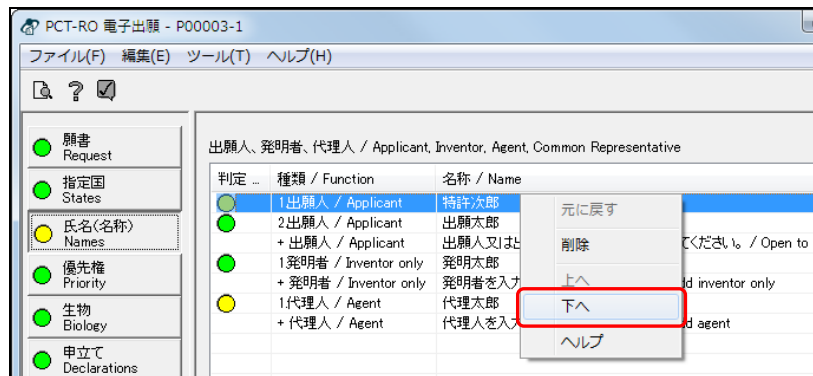 PCT-RO 電子出願 - P00003-1
ファイル(F) 編集(E) ツール(T) ヘルプ(H)
願書
Request
指定国
States
氏名(名称)
Names
優先権
Priority
生物
Biology
申立て
Declarations
出願人、発明者、代理人 / Applicant, Inventor, Agent, Common Representative
判定 ... 種類 / Function 名称 / Name
1出願人 / Applicant 特許次郎
2出願人 / Applicant 出願太郎
+ 出願人 / Applicant 出願人又は出 てください。 / Open to
1発明者 / Inventor only 発明太郎
+ 発明者 / Inventor only 発明者を入力 dd inventor only
1代理人 / Agent 代理太郎
+ 代理人 / Agent 代理人を入力 d agent
元に戻す
削除
上へ
下へ
ヘルプ